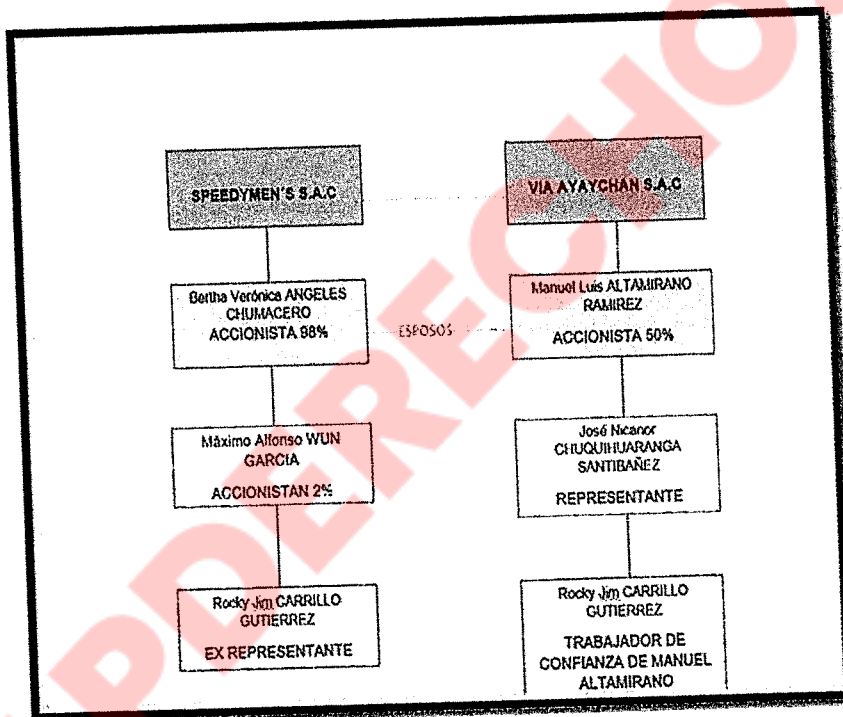 SPEEDYMEN'S S.A.C
VIA AYAYCHAN S.A.C
Bertha Verónica ANGELES
CHUMACERO
ACCIONISTA 98%
ESPOSOS
Manuel Luis ALTAMIRANO
RAMIREZ
ACCIONISTA 50%
Máximo Alfonso WUN
GARCIA
ACCIONISTAN 2%
José Nicanor
CHUQUIHUARANGA
SANTIBAÑEZ
REPRESENTANTE
Rocky Jim CARRILLO
GUTIERREZ
EX REPRESENTANTE
Rocky Jim CARRILLO
GUTIERREZ
TRABAJADOR DE
CONFIANZA DE MANUEL
ALTAMIRANO
PDERECHO